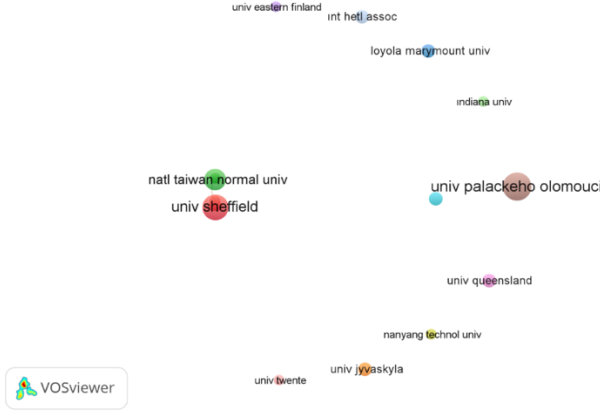 univ eastern finland
int hetl assoc
loyola marymount univ
indiana univ
natl taiwan normal univ
univ palackeho olomouci
univ sheffield
univ queensland
nanyang technol univ
univ jyvaskyla
univ twente
VOSviewer